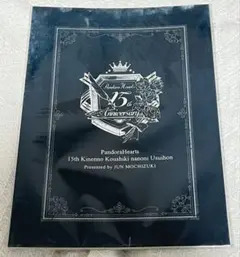 Pandora Hearts
15th
Anniversary
PandoraHearts
15th Kinenno Koushiki nanoni Usuihon
Presented by JUN MOCHIZUKI